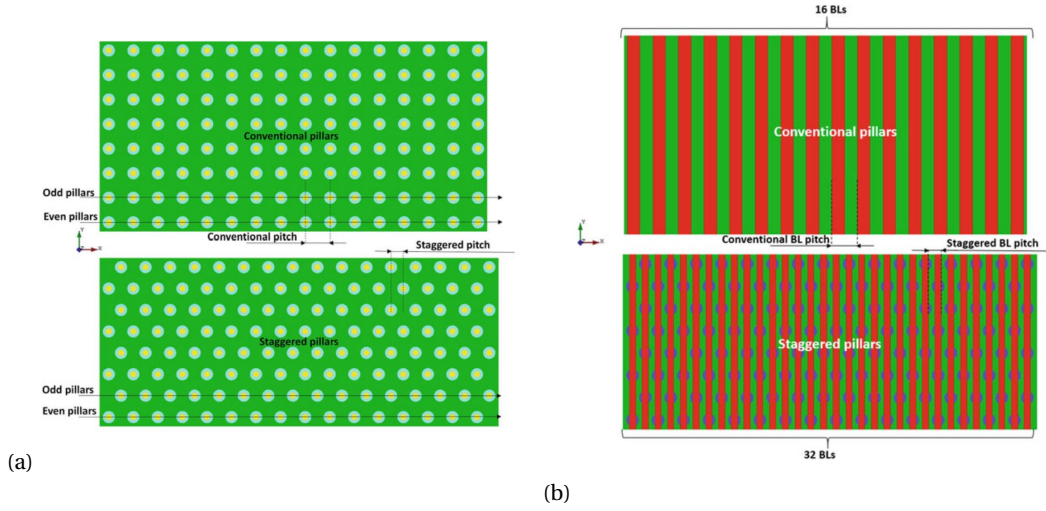 Conventional pillars
Odd pillars
Even pillars
Y
X
Z
Conventional pitch
Staggered pitch
Staggered pillars
Odd pillars
Even pillars
(a)
16 BLs
Conventional pillars
Y
X
Z
Conventional BL pitch
Staggered BL pitch
Staggered pillars
32 BLs
(b)